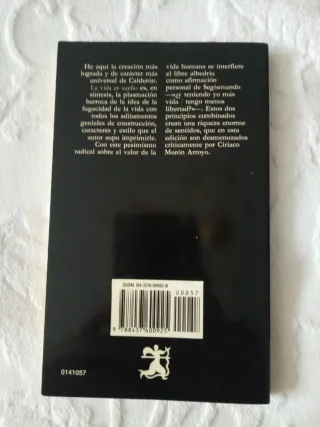 He aquí la creación más
lograda y de carácter más
universal de Calderón.
La vida es sueño es, en
síntesis, la plasmación
barroca de la idea de la
fugacidad de la vida con
todos los aditamentos
geniales de construcción,
caracteres y estilo que el
autor supo imprimirle.
Con este pesimismo
radical sobre el valor de la
vida humana se interfiere
el libre albedrío
como afirmación
personal de Segismundo
—«¿y teniendo yo más
vida / tengo menos
libertad?»—. Estos dos
principios combinados
crean una riqueza enorme
de sentidos, que en esta
edición son desmenuzados
críticamente por Ciriaco
Morón Arroyo.
00057
9 788437 600925
0141057